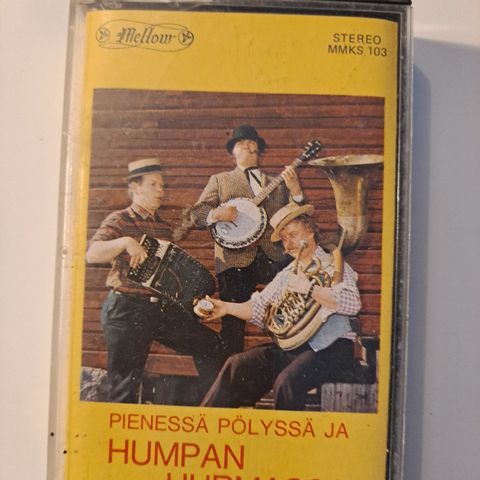 Mellow
STEREO
MMKS 103
PIENESSÄ PÖLYSSÄ JA
HUMPAN